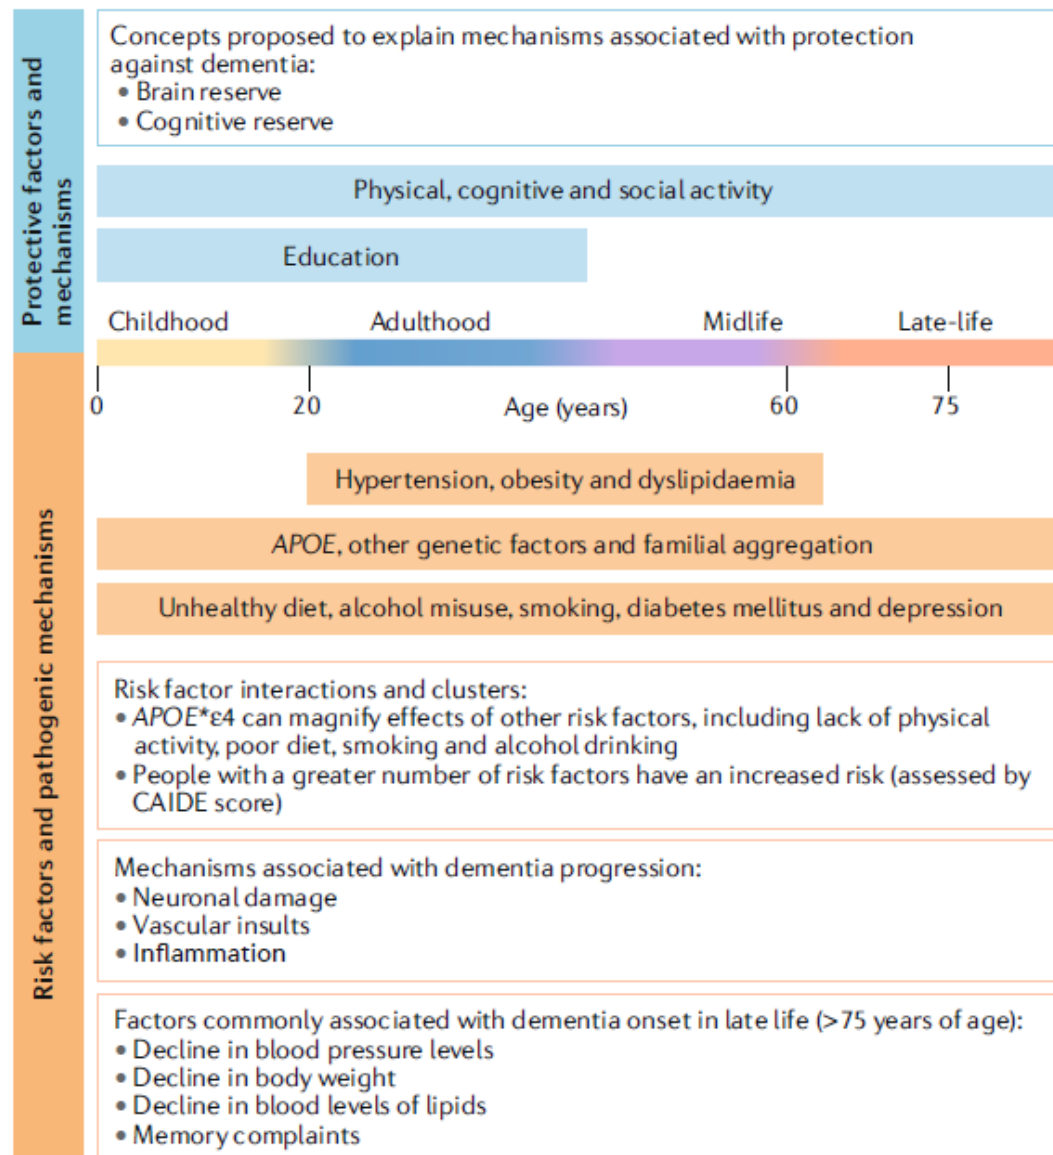 Protective factors and
mechanisms
Concepts proposed to explain mechanisms associated with protection
against dementia:
• Brain reserve
• Cognitive reserve
Physical, cognitive and social activity
Education
Childhood Adulthood Midlife Late-life
0 20 Age (years) 60 75
Risk factors and pathogenic mechanisms
Hypertension, obesity and dyslipidaemia
APOE, other genetic factors and familial aggregation
Unhealthy diet, alcohol misuse, smoking, diabetes mellitus and depression
Risk factor interactions and clusters:
• APOE*ε4 can magnify effects of other risk factors, including lack of physical
activity, poor diet, smoking and alcohol drinking
• People with a greater number of risk factors have an increased risk (assessed by
CAIDE score)
Mechanisms associated with dementia progression:
• Neuronal damage
• Vascular insults
• Inflammation
Factors commonly associated with dementia onset in late life (>75 years of age):
• Decline in blood pressure levels
• Decline in body weight
• Decline in blood levels of lipids
• Memory complaints